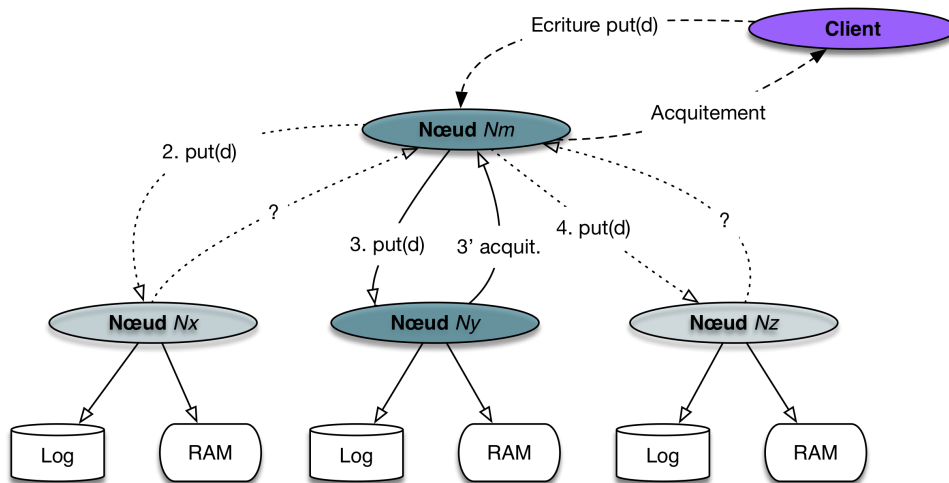 Ecriture put(d)
Client
Acquitement
Nœud Nm
2. put(d)
?
3. put(d)
3’ acquit.
4. put(d)
?
Nœud Nx
Nœud Ny
Nœud Nz
Log
RAM
Log
RAM
Log
RAM